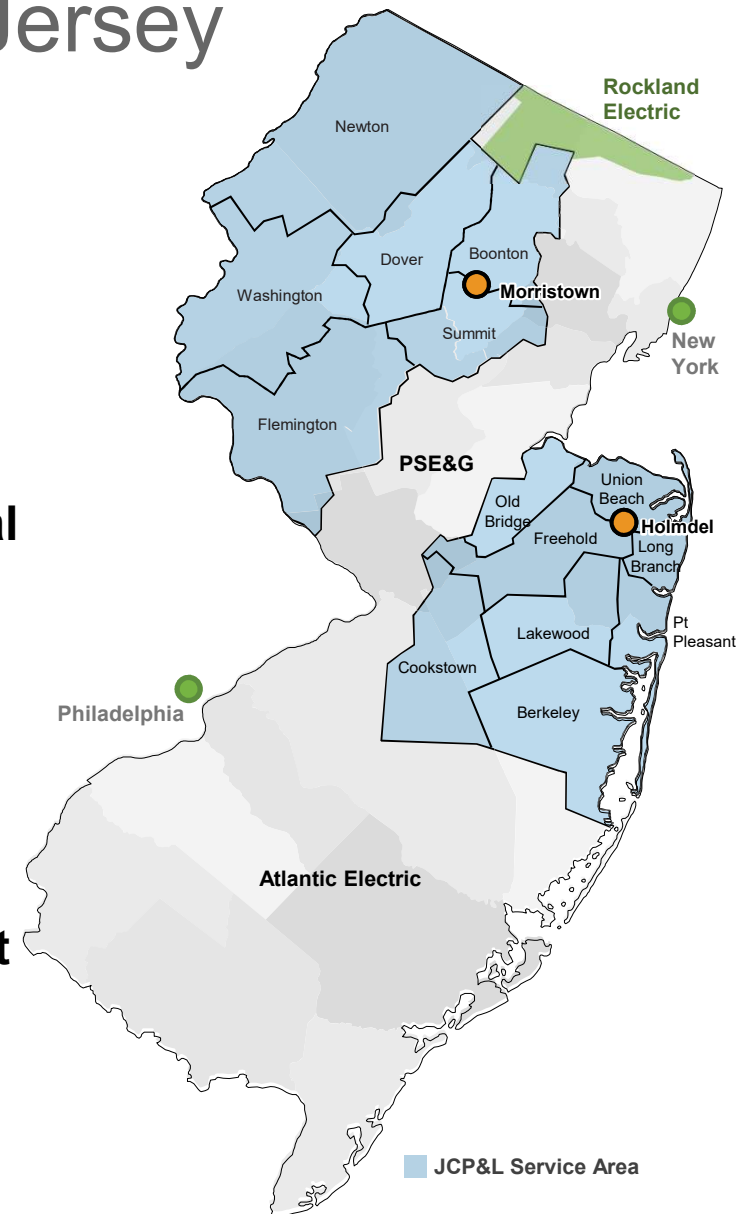 Jersey
Rockland
Electric
Newton
Dover
Boonton
Washington
Morristown
Summit
New
York
Flemington
PSE&G
Union
Beach
Old
Bridge
al
Holmdel
Freehold
Long
Branch
Pt
Pleasant
Lakewood
Cookstown
Philadelphia
Berkeley
Atlantic Electric
t
JCP&L Service Area